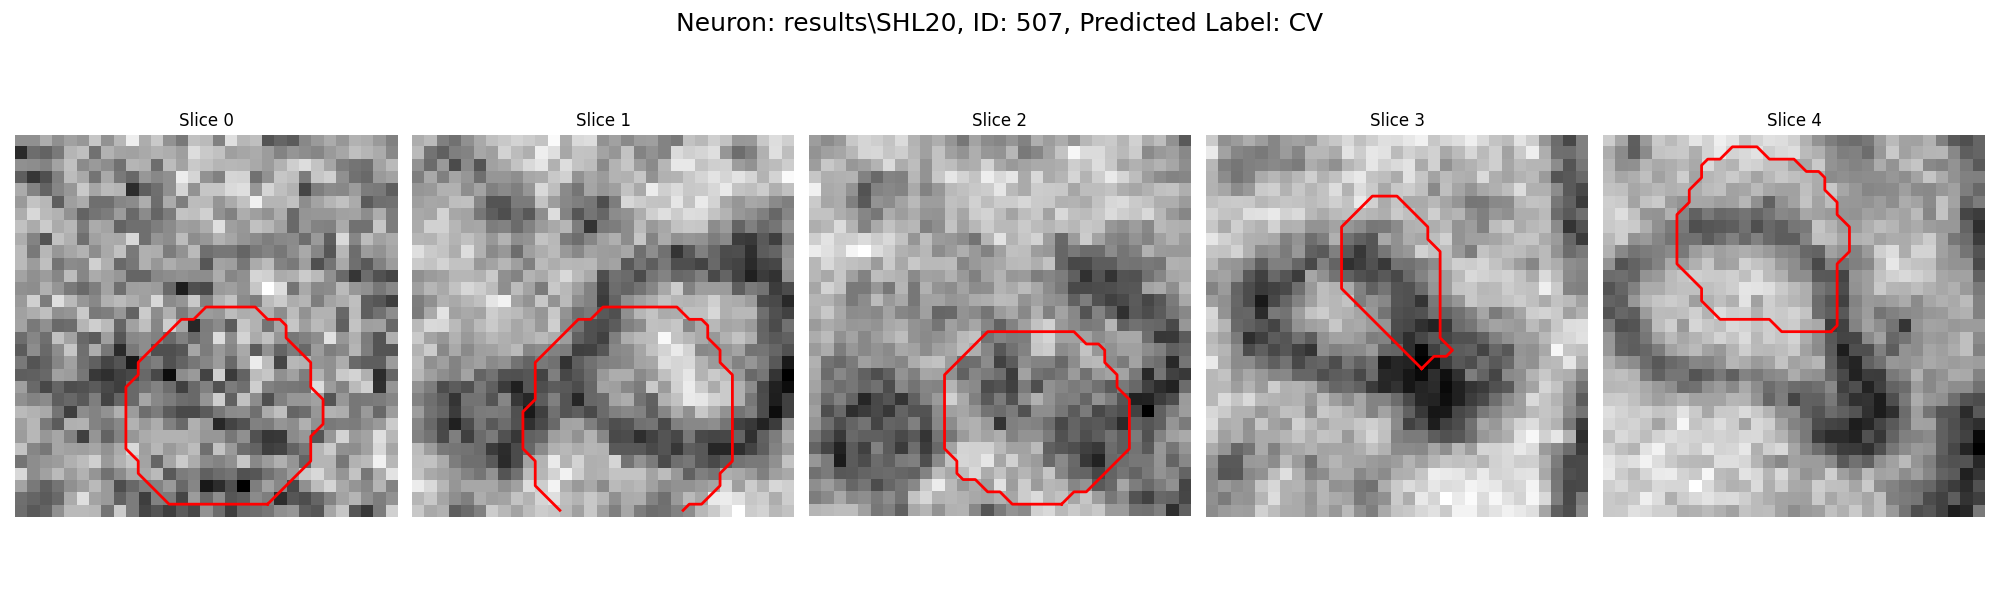 Neuron: results\SHL20, ID: 507, Predicted Label: CV
Slice 0
Slice 1
Slice 2
Slice 3
Slice 4